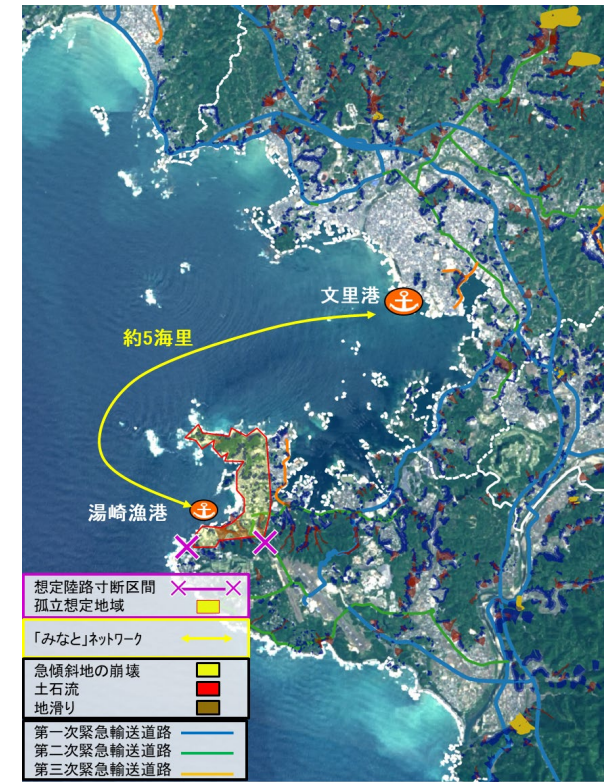 文里港
約5海里
湯崎漁港
想定陸路寸断区間
孤立想定地域
「みなと」ネットワーク
急傾斜地の崩壊
土石流
地滑り
第一次緊急輸送道路
第二次緊急輸送道路
第三次緊急輸送道路